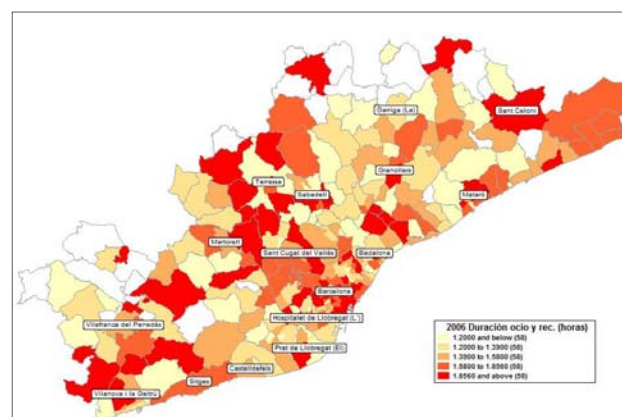 Garriga (La)
Sant Celoni
Granollers
Terrassa
Sabadell
Mataró
Martorell
Sant Cugat del Vallès
Badalona
Barcelona
Vilafranca del Penedès
Hospitalet de Llobregat (L')
Prat de Llobregat (El)
Castelldefels
Sitges
Vilanova i la Geltrú
2006 Duración ocio y rec. (horas)
1.2000 and below (58)
1.2000 to 1.3900 (58)
1.3900 to 1.5800 (58)
1.5800 to 1.8560 (58)
1.8560 and above (58)